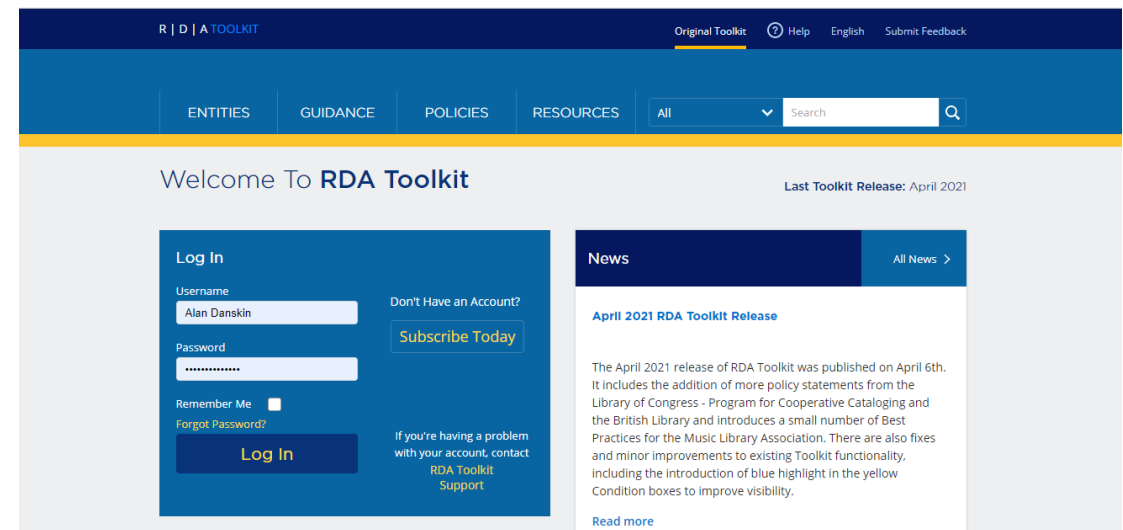 R | D | A TOOLKIT
Original Toolkit ? Help English Submit Feedback
ENTITIES GUIDANCE POLICIES RESOURCES All Search
Welcome To RDA Toolkit
Last Toolkit Release: April 2021
Log In
Username
Alan Danskin
Password
••••••••••••••
Remember Me
Forgot Password?
Log In
Don't Have an Account?
Subscribe Today
If you're having a problem
with your account, contact
RDA Toolkit
Support
News
All News >
April 2021 RDA Toolkit Release
The April 2021 release of RDA Toolkit was published on April 6th.
It includes the addition of more policy statements from the
Library of Congress - Program for Cooperative Cataloging and
the British Library and introduces a small number of Best
Practices for the Music Library Association. There are also fixes
and minor improvements to existing Toolkit functionality,
including the introduction of blue highlight in the yellow
Condition boxes to improve visibility.
Read more